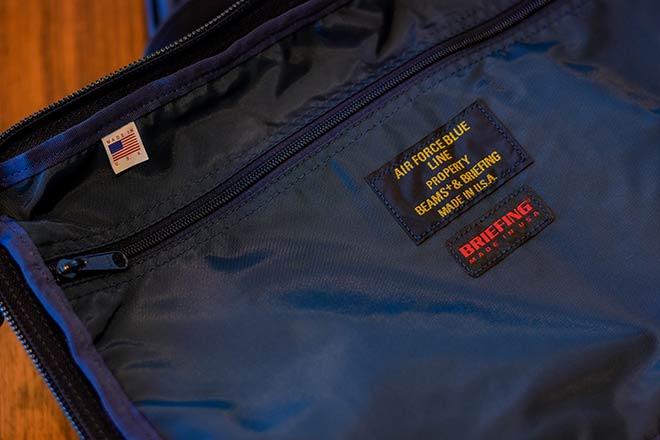 MADE IN
U.S.A.
AIR FORCE BLUE
LINE
PROPERTY
BEAMS+ & BRIEFING
MADE IN U.S.A.
BRIEFING
MADE IN USA